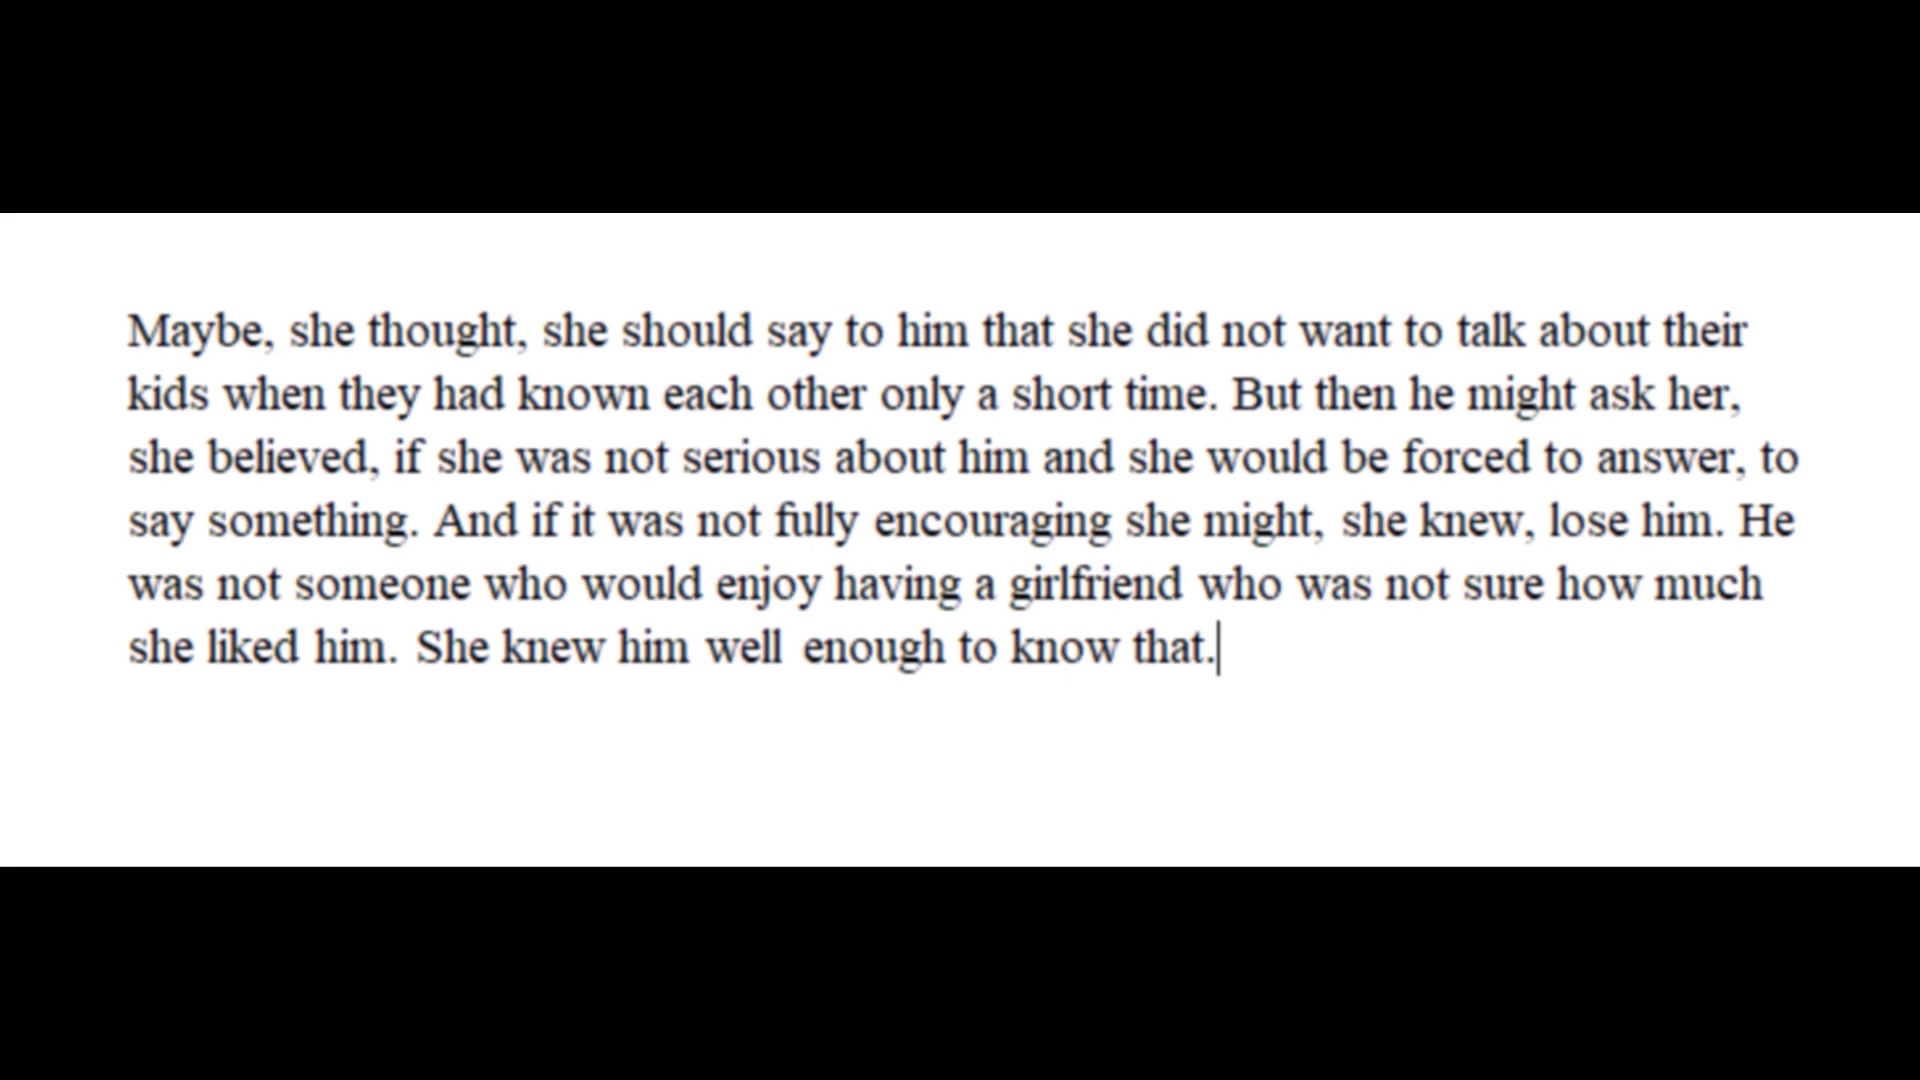 Maybe, she thought, she should say to him that she did not want to talk about their
kids when they had known each other only a short time. But then he might ask her,
she believed, if she was not serious about him and she would be forced to answer, to
say something. And if it was not fully encouraging she might, she knew, lose him. He
was not someone who would enjoy having a girlfriend who was not sure how much
she liked him. She knew him well enough to know that.